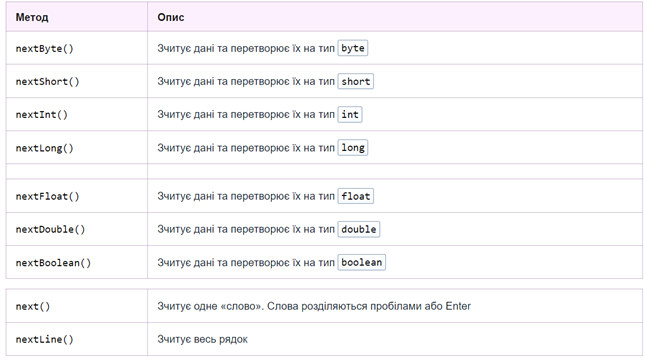 Метод Опис
nextByte() Зчитує дані та перетворює їх на тип byte
nextShort() Зчитує дані та перетворює їх на тип short
nextInt() Зчитує дані та перетворює їх на тип int
nextLong() Зчитує дані та перетворює їх на тип long
nextFloat() Зчитує дані та перетворює їх на тип float
nextDouble() Зчитує дані та перетворює їх на тип double
nextBoolean() Зчитує дані та перетворює їх на тип boolean
next() Зчитує одне «слово». Слова розділяються пробілами або Enter
nextLine() Зчитує весь рядок